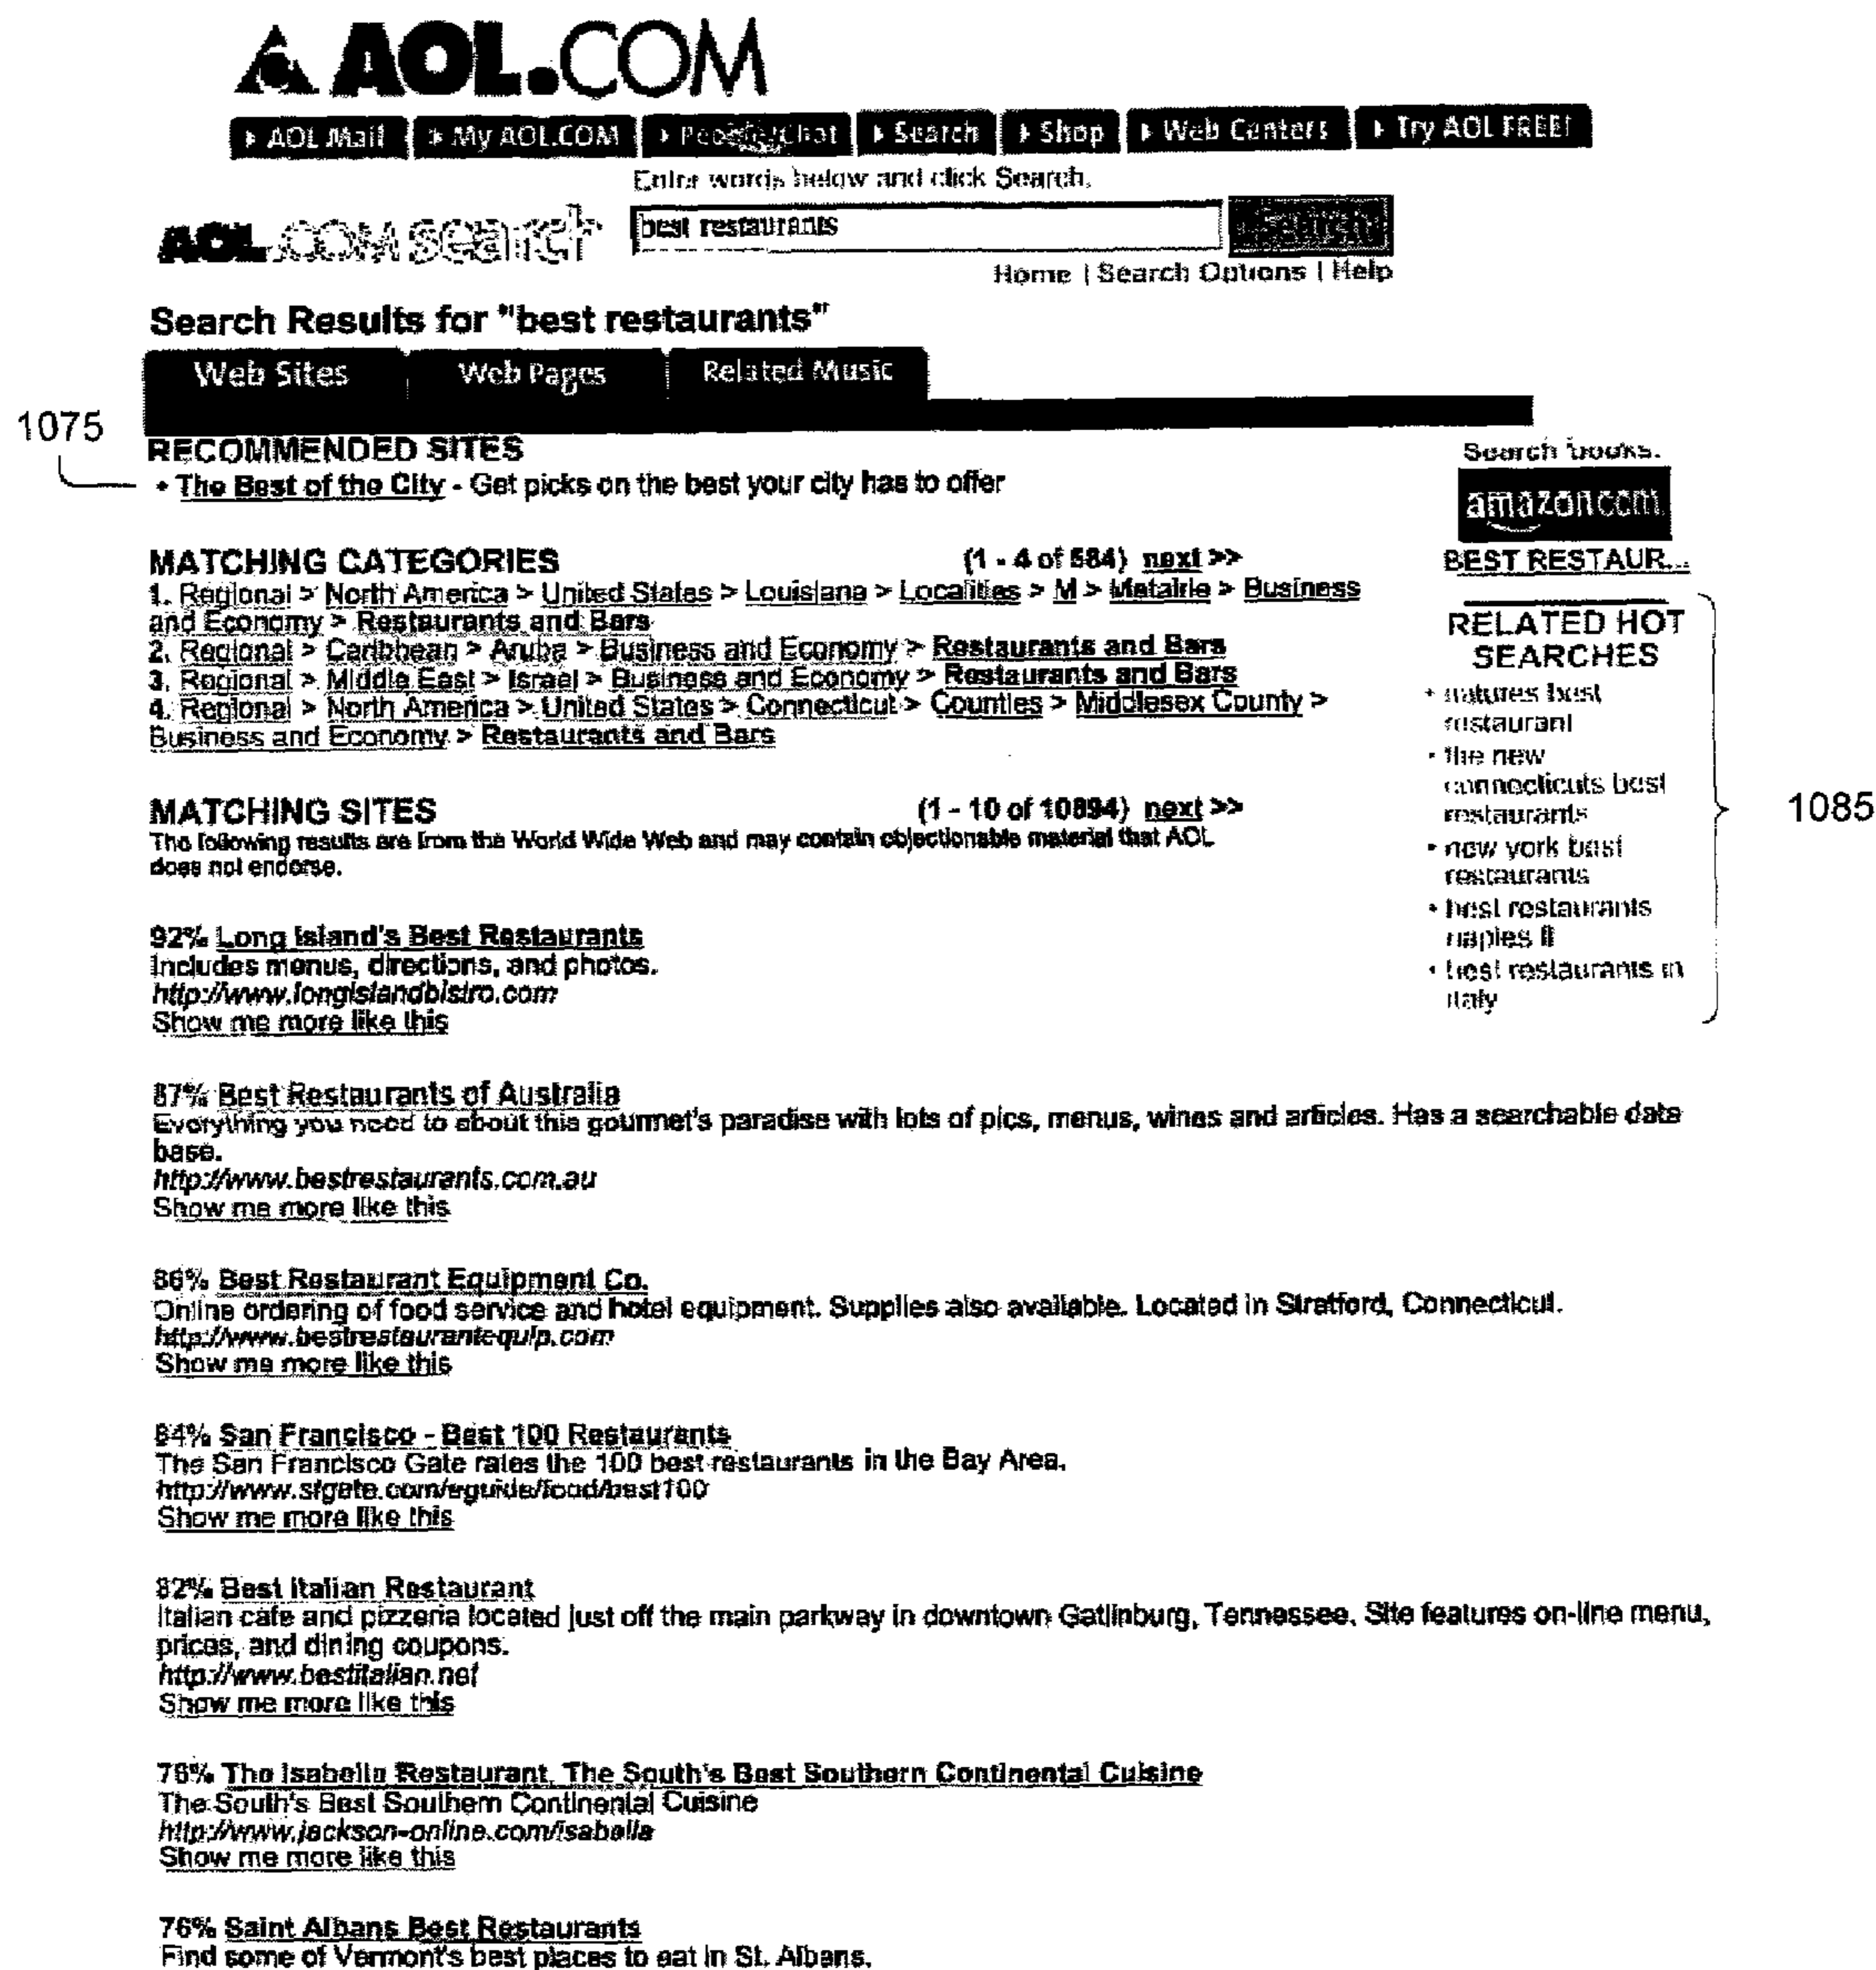 AOL.COM
AOL Mail My AOL.COM People/Chat Search Shop Web Centers Try AOL FREE!
Enter words below and click Search.
AOL.COM Search best restaurants Search
Home | Search Options | Help
Search Results for "best restaurants"
Web Sites Web Pages Related Music
1075
RECOMMENDED SITES
• The Best of the City - Get picks on the best your city has to offer
MATCHING CATEGORIES (1 - 4 of 584) next >>
1. Regional > North America > United States > Louisiana > Localities > M > Metairie > Business
and Economy > Restaurants and Bars
2. Regional > Caribbean > Aruba > Business and Economy > Restaurants and Bars
3. Regional > Middle East > Israel > Business and Economy > Restaurants and Bars
4. Regional > North America > United States > Connecticut > Counties > Middlesex County >
Business and Economy > Restaurants and Bars
MATCHING SITES (1 - 10 of 10894) next >>
The following results are from the World Wide Web and may contain objectionable material that AOL
does not endorse.
92% Long Island's Best Restaurants
Includes menus, directions, and photos.
http://www.longislandbistro.com
Show me more like this
Search books.
amazon.com
BEST RESTAUR...
RELATED HOT
SEARCHES
• natures best
restaurant
• the new
connecticuts best
restaurants
• new york best
restaurants
• best restaurants
naples fl
• best restaurants in
italy
1085
87% Best Restaurants of Australia
Everything you need to about this gourmet's paradise with lots of pics, menus, wines and articles. Has a searchable data
base.
http://www.bestrestaurants.com.au
Show me more like this
86% Best Restaurant Equipment Co.
Online ordering of food service and hotel equipment. Supplies also available. Located in Stratford, Connecticut.
http://www.bestrestaurantequip.com
Show me more like this
84% San Francisco - Best 100 Restaurants
The San Francisco Gate rates the 100 best restaurants in the Bay Area.
http://www.sfgate.com/eguide/food/best100
Show me more like this
82% Best Italian Restaurant
Italian cafe and pizzeria located just off the main parkway in downtown Gatlinburg, Tennessee. Site features on-line menu,
prices, and dining coupons.
http://www.bestitalian.net
Show me more like this
78% The Isabella Restaurant, The South's Best Southern Continental Cuisine
The South's Best Southern Continental Cuisine
http://www.jackson-online.com/isabella
Show me more like this
76% Saint Albans Best Restaurants
Find some of Vermont's best places to eat in St. Albans.